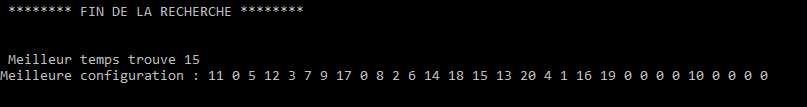 ******** FIN DE LA RECHERCHE ********
Meilleur temps trouve 15
Meilleure configuration : 11 0 5 12 3 7 9 17 0 8 2 6 14 18 15 13 20 4 1 16 19 0 0 0 0 10 0 0 0 0